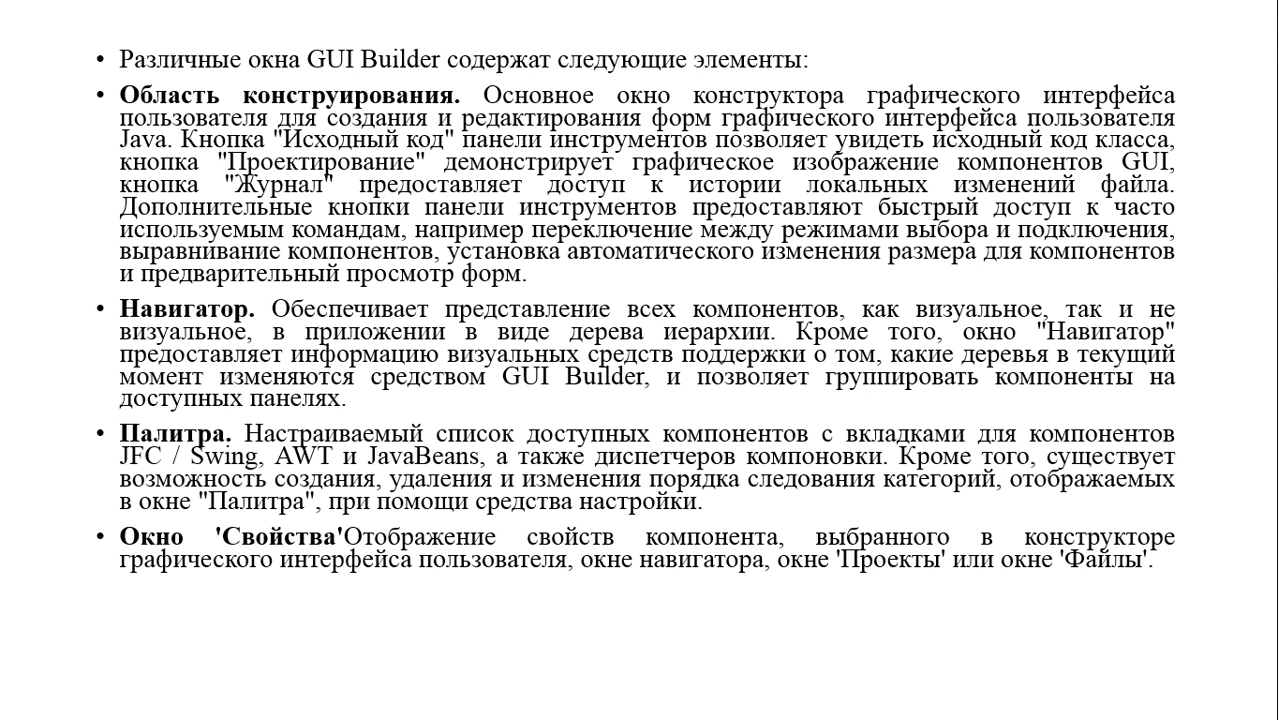 • Различные окна GUI Builder содержат следующие элементы:
• Область конструирования. Основное окно конструктора графического интерфейса
пользователя для создания и редактирования форм графического интерфейса пользователя
Java. Кнопка "Исходный код" панели инструментов позволяет увидеть исходный код класса,
кнопка "Проектирование" демонстрирует графическое изображение компонентов GUI,
кнопка "Журнал" предоставляет доступ к истории локальных изменений файла.
Дополнительные кнопки панели инструментов предоставляют быстрый доступ к часто
используемым командам, например переключение между режимами выбора и подключения,
выравнивание компонентов, установка автоматического изменения размера для компонентов
и предварительный просмотр форм.
• Навигатор. Обеспечивает представление всех компонентов, как визуальное, так и не
визуальное, в приложении в виде дерева иерархии. Кроме того, окно "Навигатор"
предоставляет информацию визуальных средств поддержки о том, какие деревья в текущий
момент изменяются средством GUI Builder, и позволяет группировать компоненты на
доступных панелях.
• Палитра. Настраиваемый список доступных компонентов с вкладками для компонентов
JFC / Swing, AWT и JavaBeans, а также диспетчеров компоновки. Кроме того, существует
возможность создания, удаления и изменения порядка следования категорий, отображаемых
в окне "Палитра", при помощи средства настройки.
• Окно 'Свойства'Отображение свойств компонента, выбранного в конструкторе
графического интерфейса пользователя, окне навигатора, окне 'Проекты' или окне 'Файлы'.